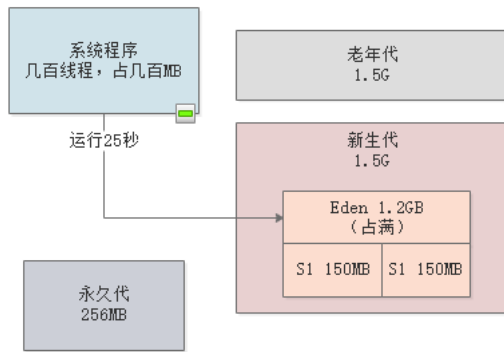 系统程序
几百线程，占几百MB
运行25秒
永久代
256MB
老年代
1.5G
新生代
1.5G
Eden 1.2GB
（占满）
S1 150MB
S1 150MB